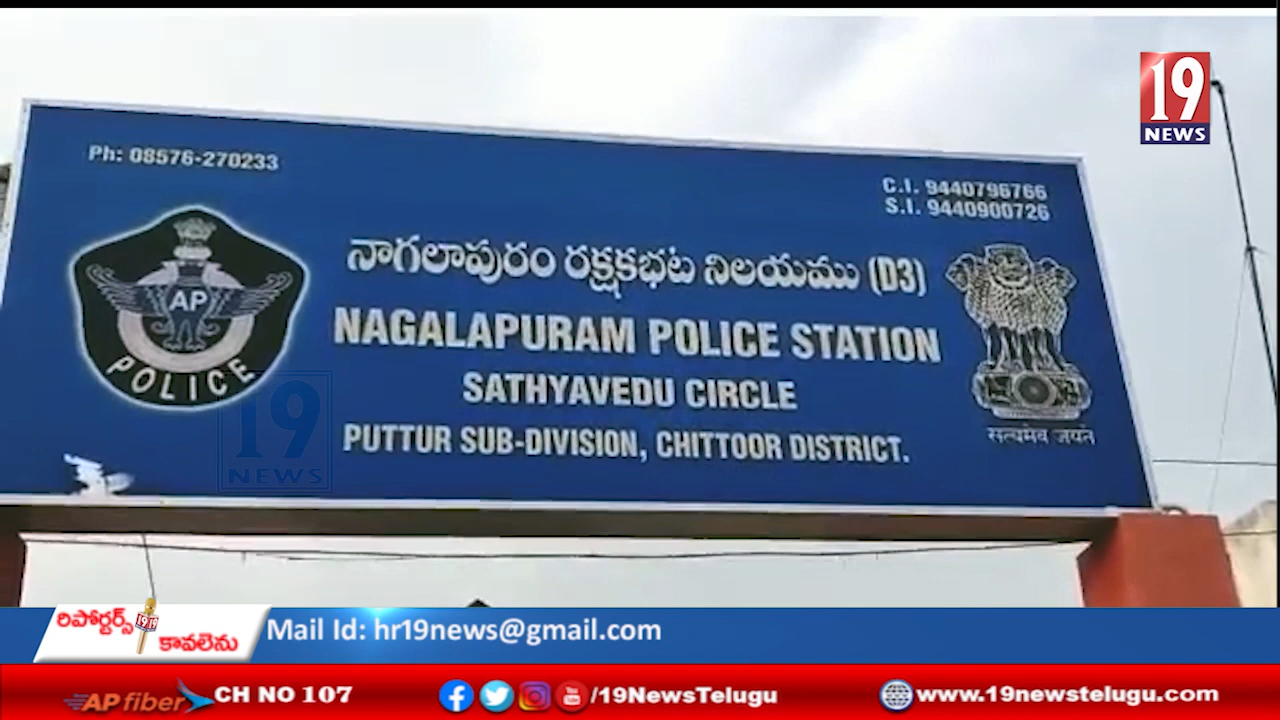 19
NEWS
Ph: 08576-270233
C.I. 9440796766
S.I. 9440900726
నాగలాపురం రక్షకభట నిలయము (D3)
AP
POLICE
NAGALAPURAM POLICE STATION
SATHYAVEDU CIRCLE
PUTTUR SUB-DIVISION, CHITTOOR DISTRICT.
सत्यमेव जयते
19
NEWS
రిపోర్టర్స్
కావలెను
Mail Id: hr19news@gmail.com
AP fiber CH NO 107
/19NewsTelugu
www.19newstelugu.com